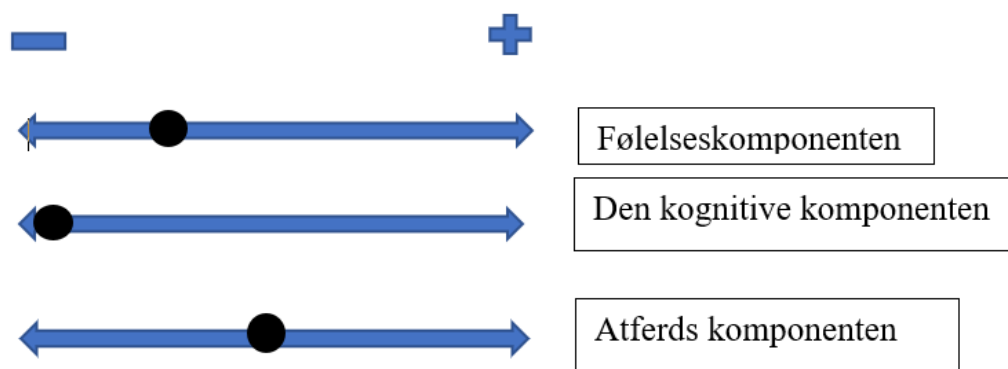 Følelseskomponenten
Den kognitive komponenten
Atferds komponenten